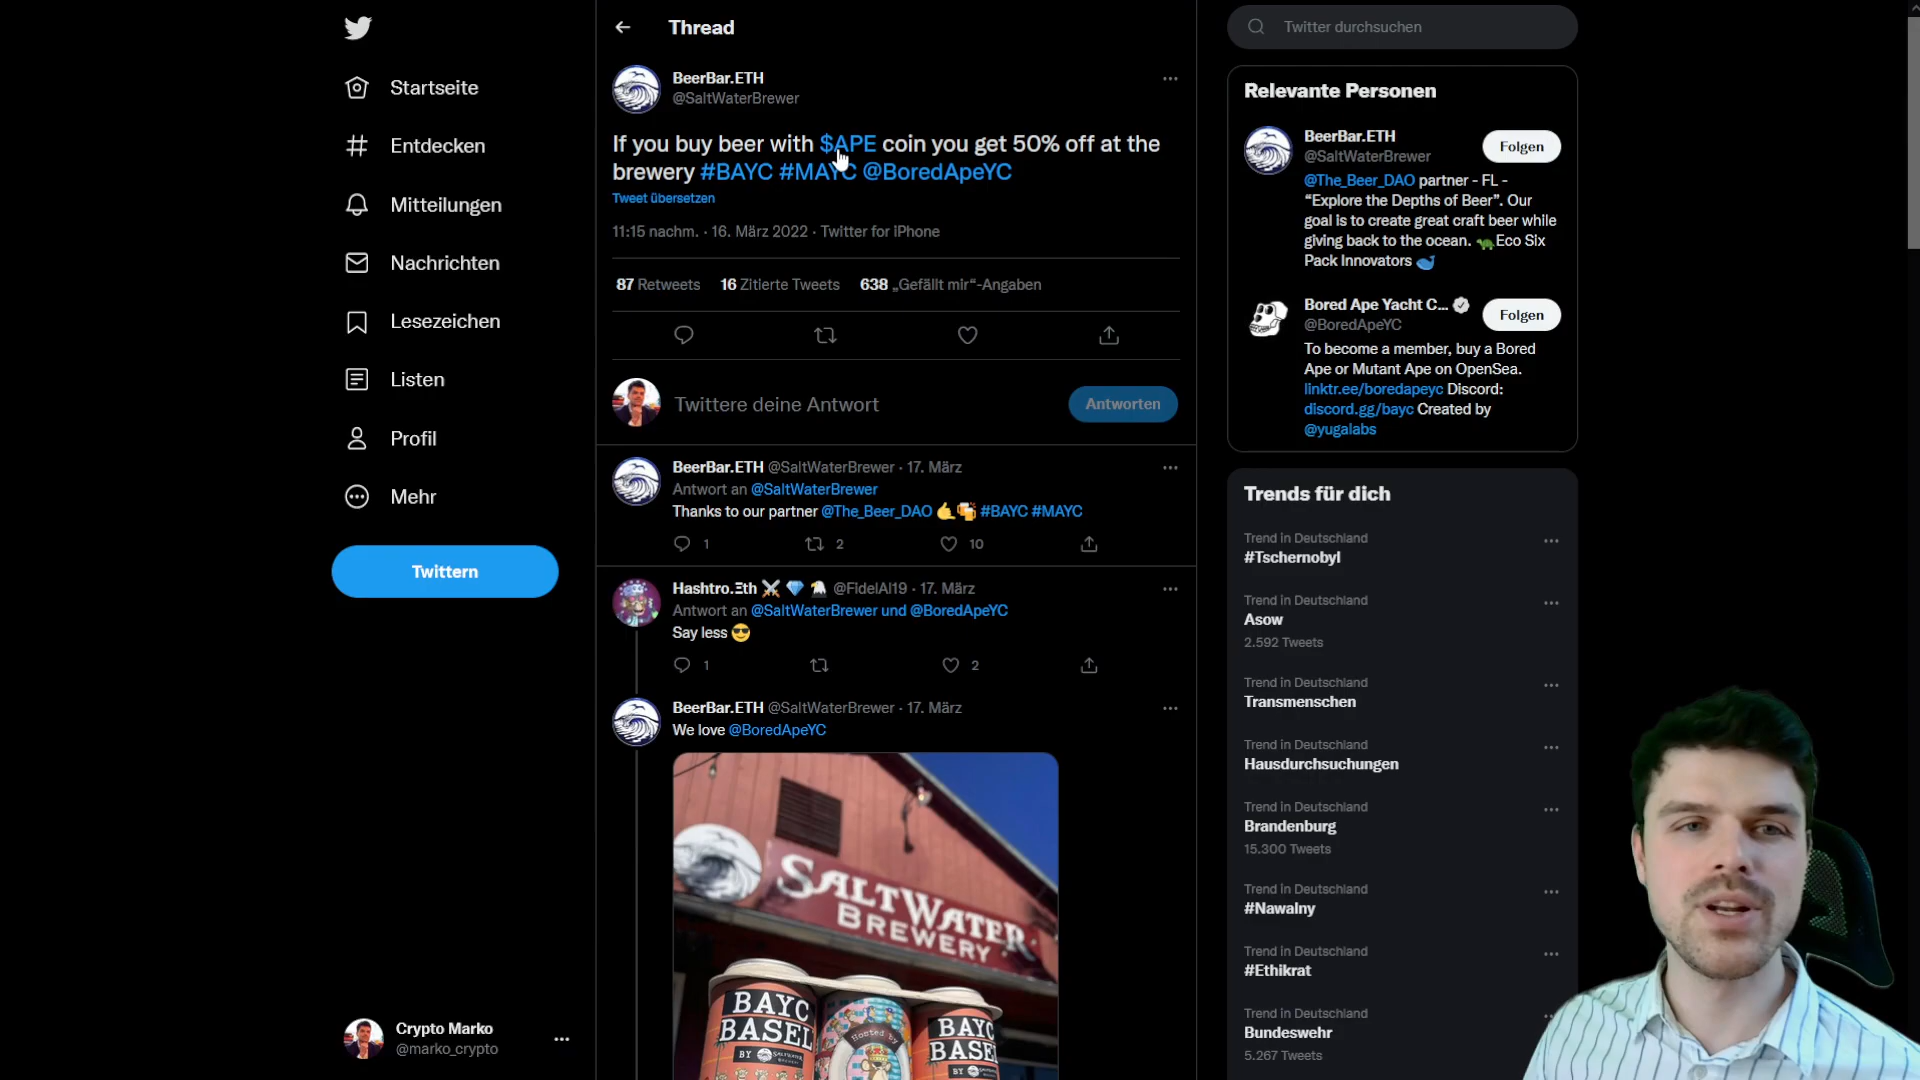 Startseite
Entdecken
Mitteilungen
Nachrichten
Lesezeichen
Listen
Profil
Mehr
Twittern
Crypto Marko
@marko_crypto
Thread
BeerBar.ETH
@SaltWaterBrewer
If you buy beer with $APE coin you get 50% off at the
brewery #BAYC #MAYC @BoredApeYC
Tweet übersetzen
11:15 nachm. · 16. März 2022 · Twitter for iPhone
87 Retweets 16 Zitierte Tweets 638 „Gefällt mir“-Angaben
Twittere deine Antwort
Antworten
BeerBar.ETH @SaltWaterBrewer · 17. März
Antwort an @SaltWaterBrewer
Thanks to our partner @The_Beer_DAO 🤙🍻 #BAYC #MAYC
1 2 10
Hashtro.Ξth ⚔️ 💎 🦅 @FidelAI19 · 17. März
Antwort an @SaltWaterBrewer und @BoredApeYC
Say less 😎
1 2
BeerBar.ETH @SaltWaterBrewer · 17. März
We love @BoredApeYC
SALTWATER
BREWERY
BAYC
BASEL
BY
Hosted by
BAYC
BASEL
BY
Twitter durchsuchen
Relevante Personen
BeerBar.ETH
@SaltWaterBrewer
Folgen
@The_Beer_DAO partner - FL -
“Explore the Depths of Beer”. Our
goal is to create great craft beer while
giving back to the ocean. 🐢Eco Six
Pack Innovators 🐳
Bored Ape Yacht C...
@BoredApeYC
Folgen
To become a member, buy a Bored
Ape or Mutant Ape on OpenSea.
linktr.ee/boredapeyc Discord:
discord.gg/bayc Created by
@yugalabs
Trends für dich
Trend in Deutschland
#Tschernobyl
Trend in Deutschland
Asow
2.592 Tweets
Trend in Deutschland
Transmenschen
Trend in Deutschland
Hausdurchsuchungen
Trend in Deutschland
Brandenburg
15.300 Tweets
Trend in Deutschland
#Nawalny
Trend in Deutschland
#Ethikrat
Trend in Deutschland
Bundeswehr
5.267 Tweets